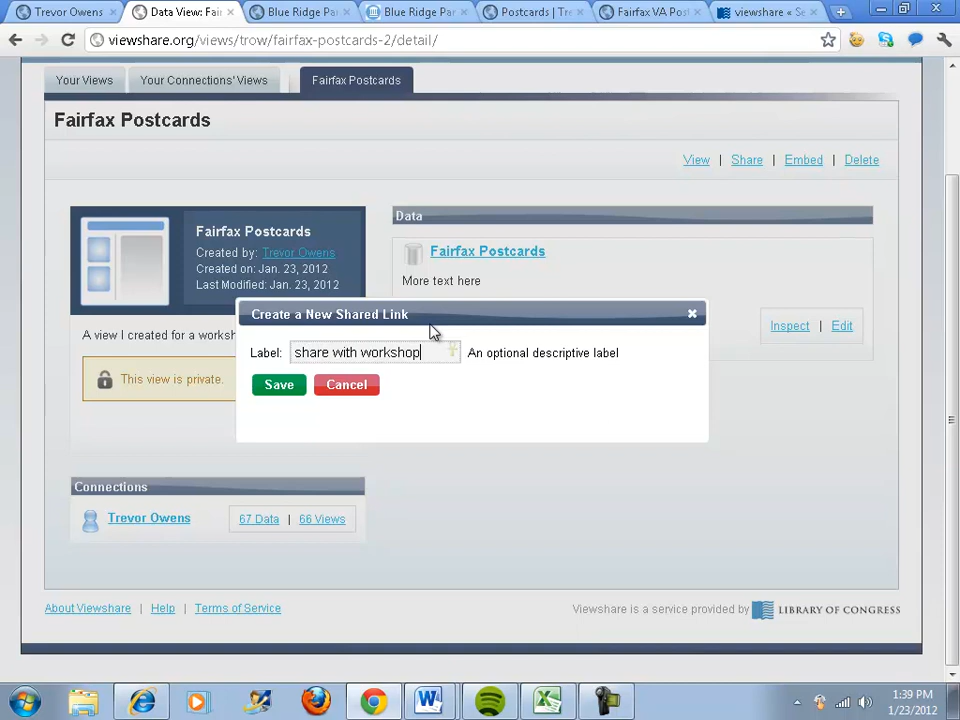 Trevor Owens
Data View: Fai
Blue Ridge Pa
Blue Ridge Pa
Postcards | Tr
Fairfax VA Pos
viewshare « Se
viewshare.org/views/trow/fairfax-postcards-2/detail/
Your Views
Your Connections' Views
Fairfax Postcards
Fairfax Postcards
View | Share | Embed | Delete
Fairfax Postcards
Created by: Trevor Owens
Created on: Jan. 23, 2012
Last Modified: Jan. 23, 2012
Data
Fairfax Postcards
More text here
Inspect | Edit
A view I created for a worksh
This view is private.
Create a New Shared Link
Label: share with workshop An optional descriptive label
Save Cancel
Connections
Trevor Owens 67 Data | 66 Views
About Viewshare | Help | Terms of Service
Viewshare is a service provided by LIBRARY OF CONGRESS
1:39 PM
1/23/2012